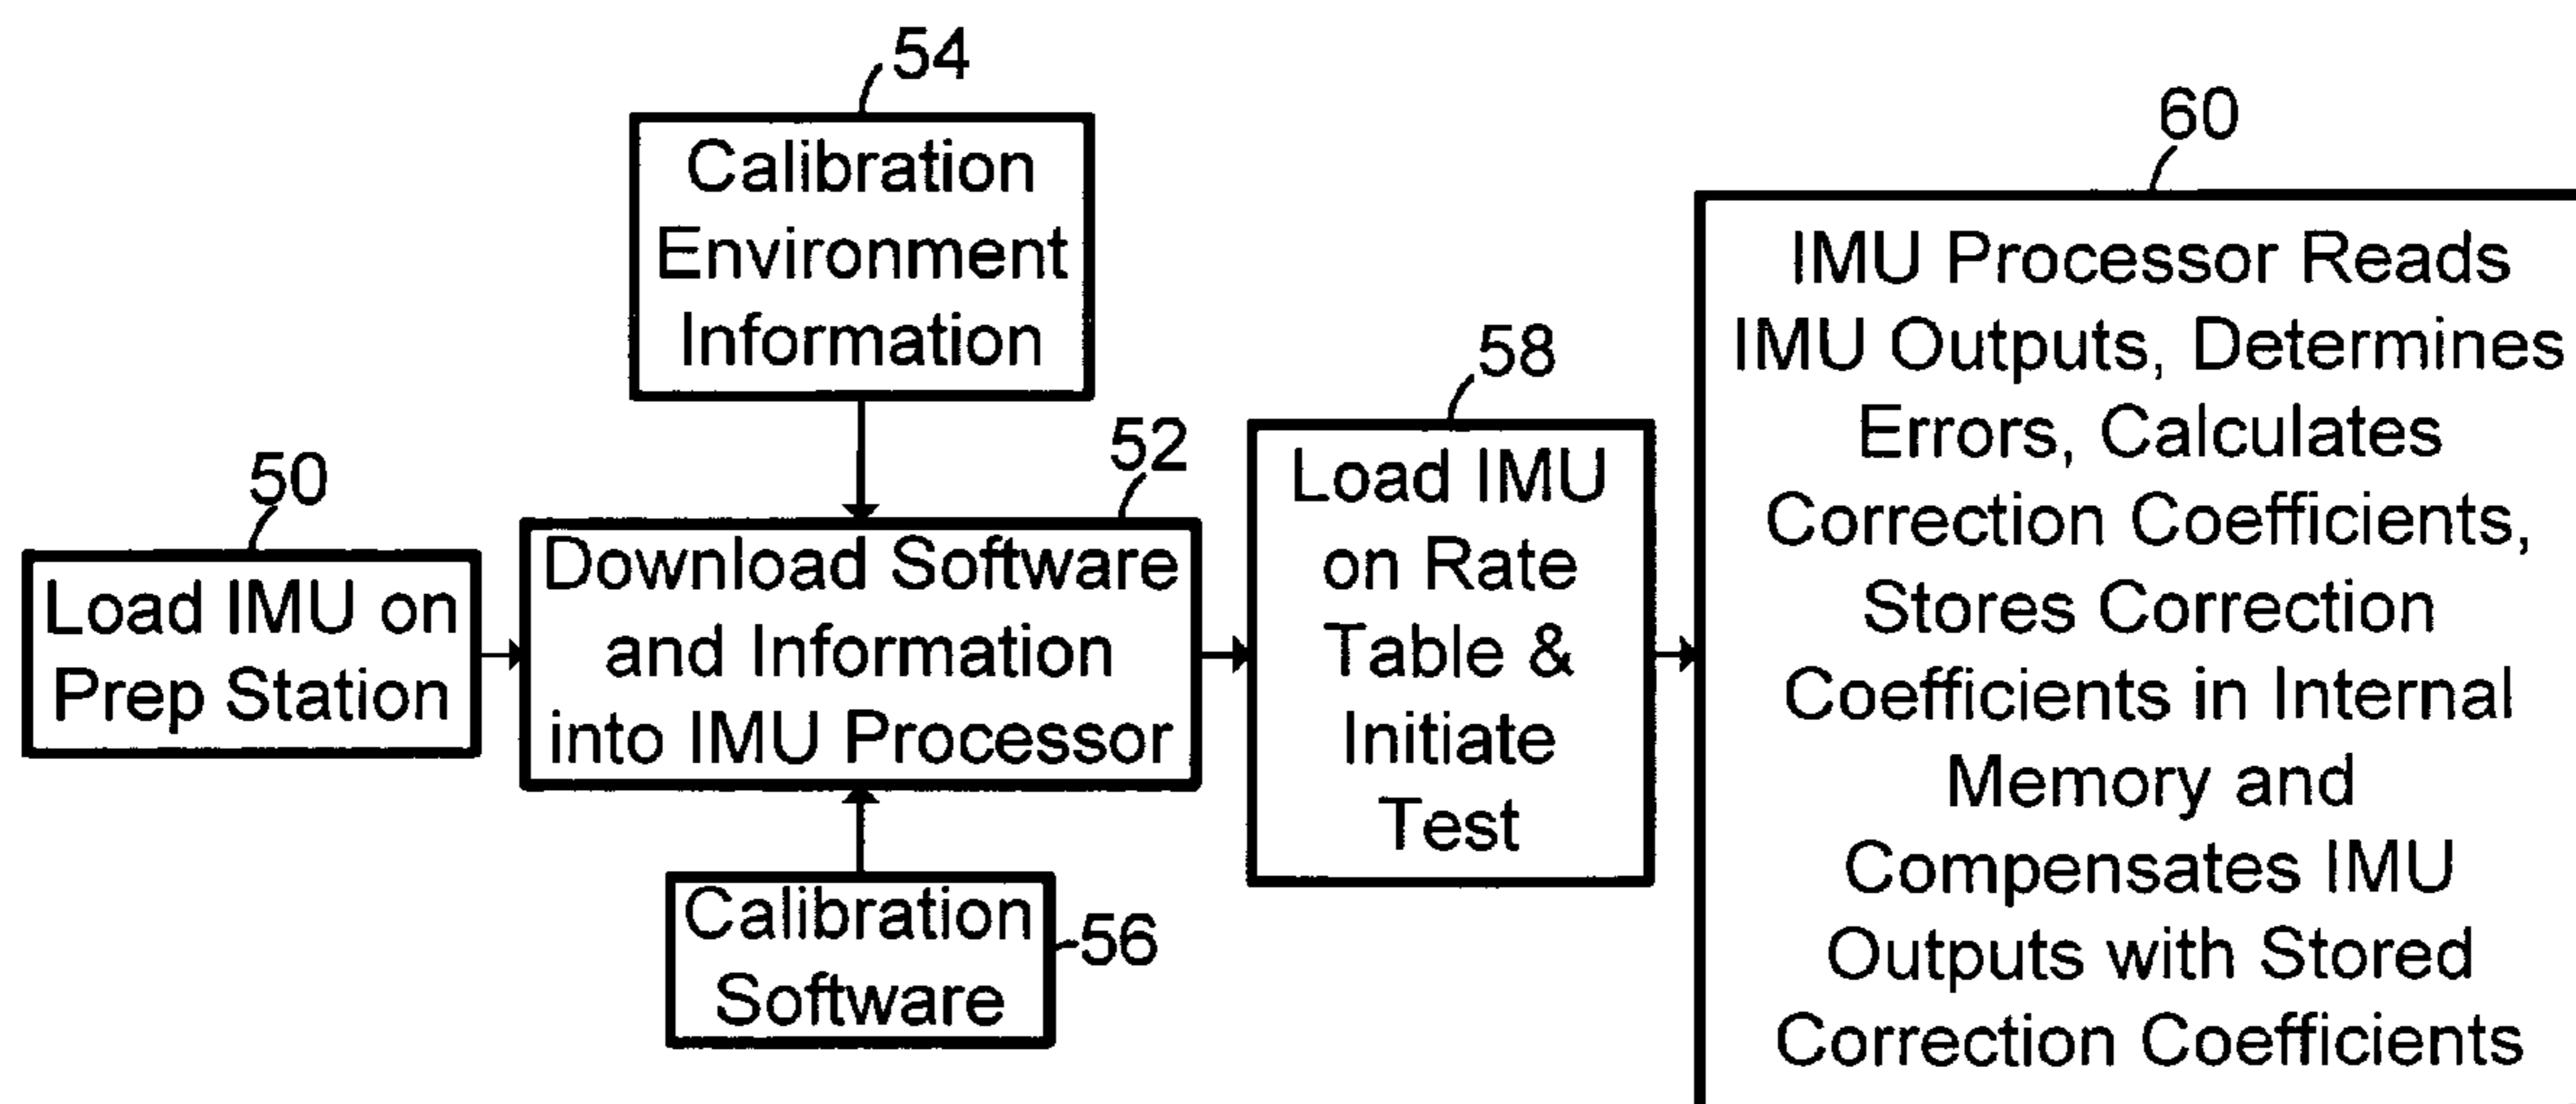 54
Calibration
Environment
Information
50
Load IMU on
Prep Station
52
Download Software
and Information
into IMU Processor
56
Calibration
Software
58
Load IMU
on Rate
Table &
Initiate
Test
60
IMU Processor Reads
IMU Outputs, Determines
Errors, Calculates
Correction Coefficients,
Stores Correction
Coefficients in Internal
Memory and
Compensates IMU
Outputs with Stored
Correction Coefficients